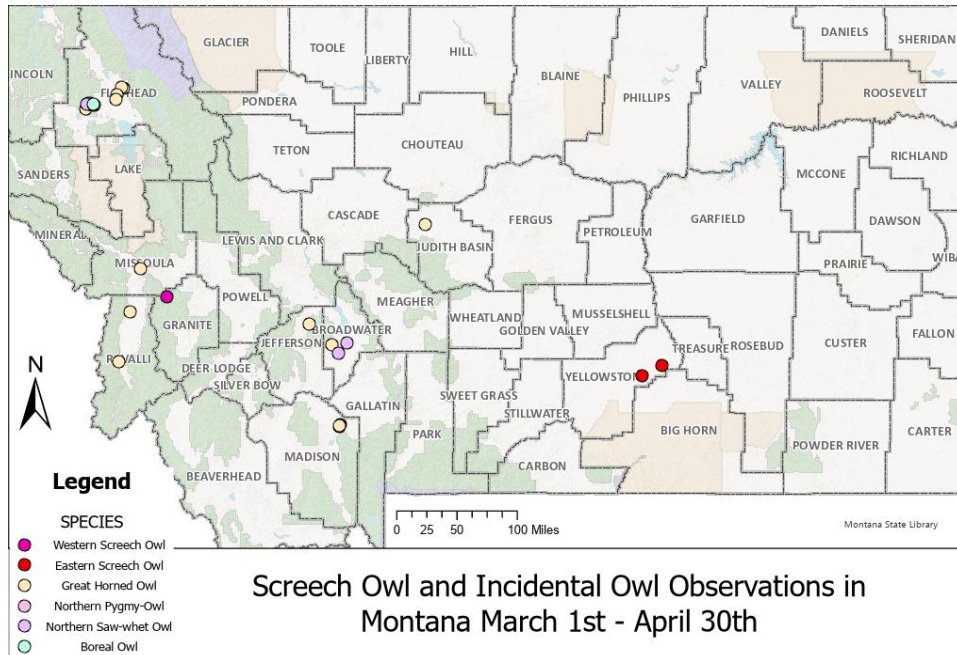 GLACIER
TOOLE
LIBERTY
HILL
BLAINE
DANIELS
SHERIDAN
PHILLIPS
VALLEY
ROOSEVELT
PONDERA
TETON
CHOUTEAU
LAKE
SANDERS
MINERAL
MISSOULA
RICHLAND
MCCONE
DAWSON
CASCADE
FERGUS
JUDITH BASIN
PETROLEUM
GARFIELD
PRAIRIE
LEWIS AND CLARK
POWELL
GRANITE
MEAGHER
BROADWATER
JEFFERSON
DEER LODGE
SILVER BOW
WHEATLAND
GOLDEN VALLEY
MUSSELSHELL
TREASURE
ROSEBUD
CUSTER
FALLON
GALLATIN
SWEET GRASS
STILLWATER
PARK
BIG HORN
POWDER RIVER
CARTER
MADISON
BEAVERHEAD
CARBON
N
0 25 50 100 Miles
Montana State Library
Legend
SPECIES
Western Screech Owl
Eastern Screech Owl
Great Horned Owl
Northern Pygmy-Owl
Northern Saw-whet Owl
Boreal Owl
Screech Owl and Incidental Owl Observations in
Montana March 1st - April 30th